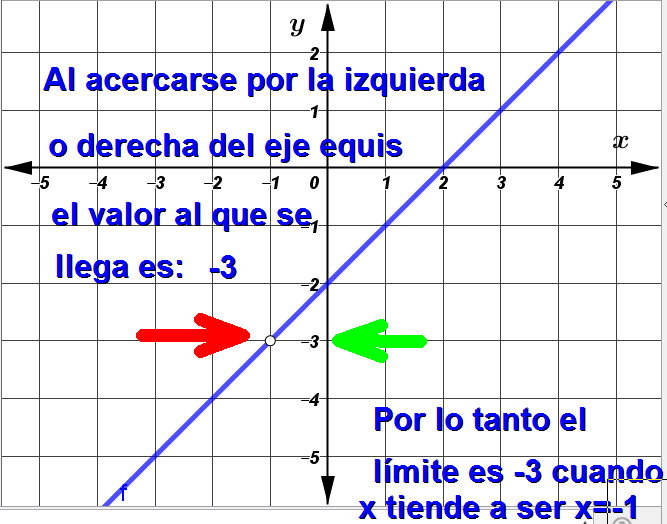 y
2
Al acercarse por la izquierda
1
o derecha del eje equis
x
−5 −4 −3 −2 −1 0 1 2 3 4 5
el valor al que se
−1
llega es: -3
−2
−3
−4
Por lo tanto el
−5
límite es -3 cuando
f
x tiende a ser x=-1